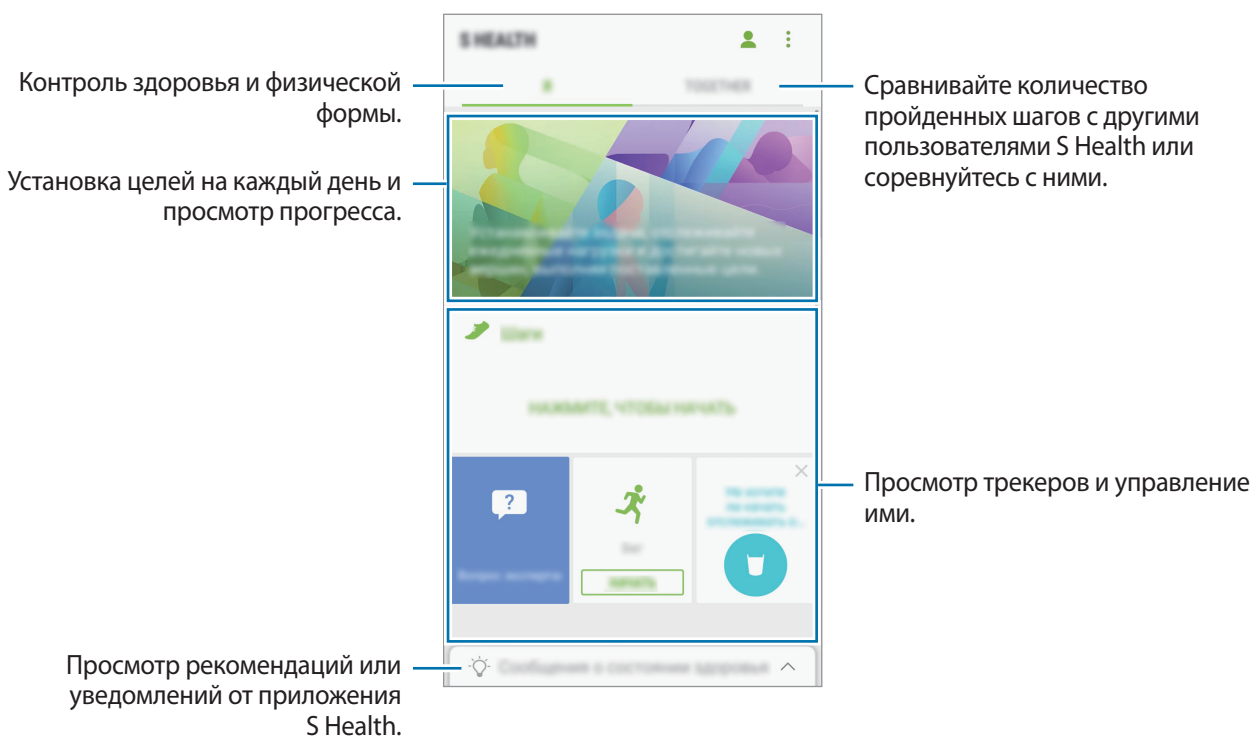 S HEALTH
Я
TOGETHER
Контроль здоровья и физической
формы.
Сравнивайте количество
пройденных шагов с другими
пользователями S Health или
соревнуйтесь с ними.
Установка целей на каждый день и
просмотр прогресса.
Шаги
НАЖМИТЕ, ЧТОБЫ НАЧАТЬ
?
Бег
Вопрос эксперту
НАЧАТЬ
Просмотр трекеров и управление
ими.
Сообщения о состоянии здоровья
Просмотр рекомендаций или
уведомлений от приложения
S Health.